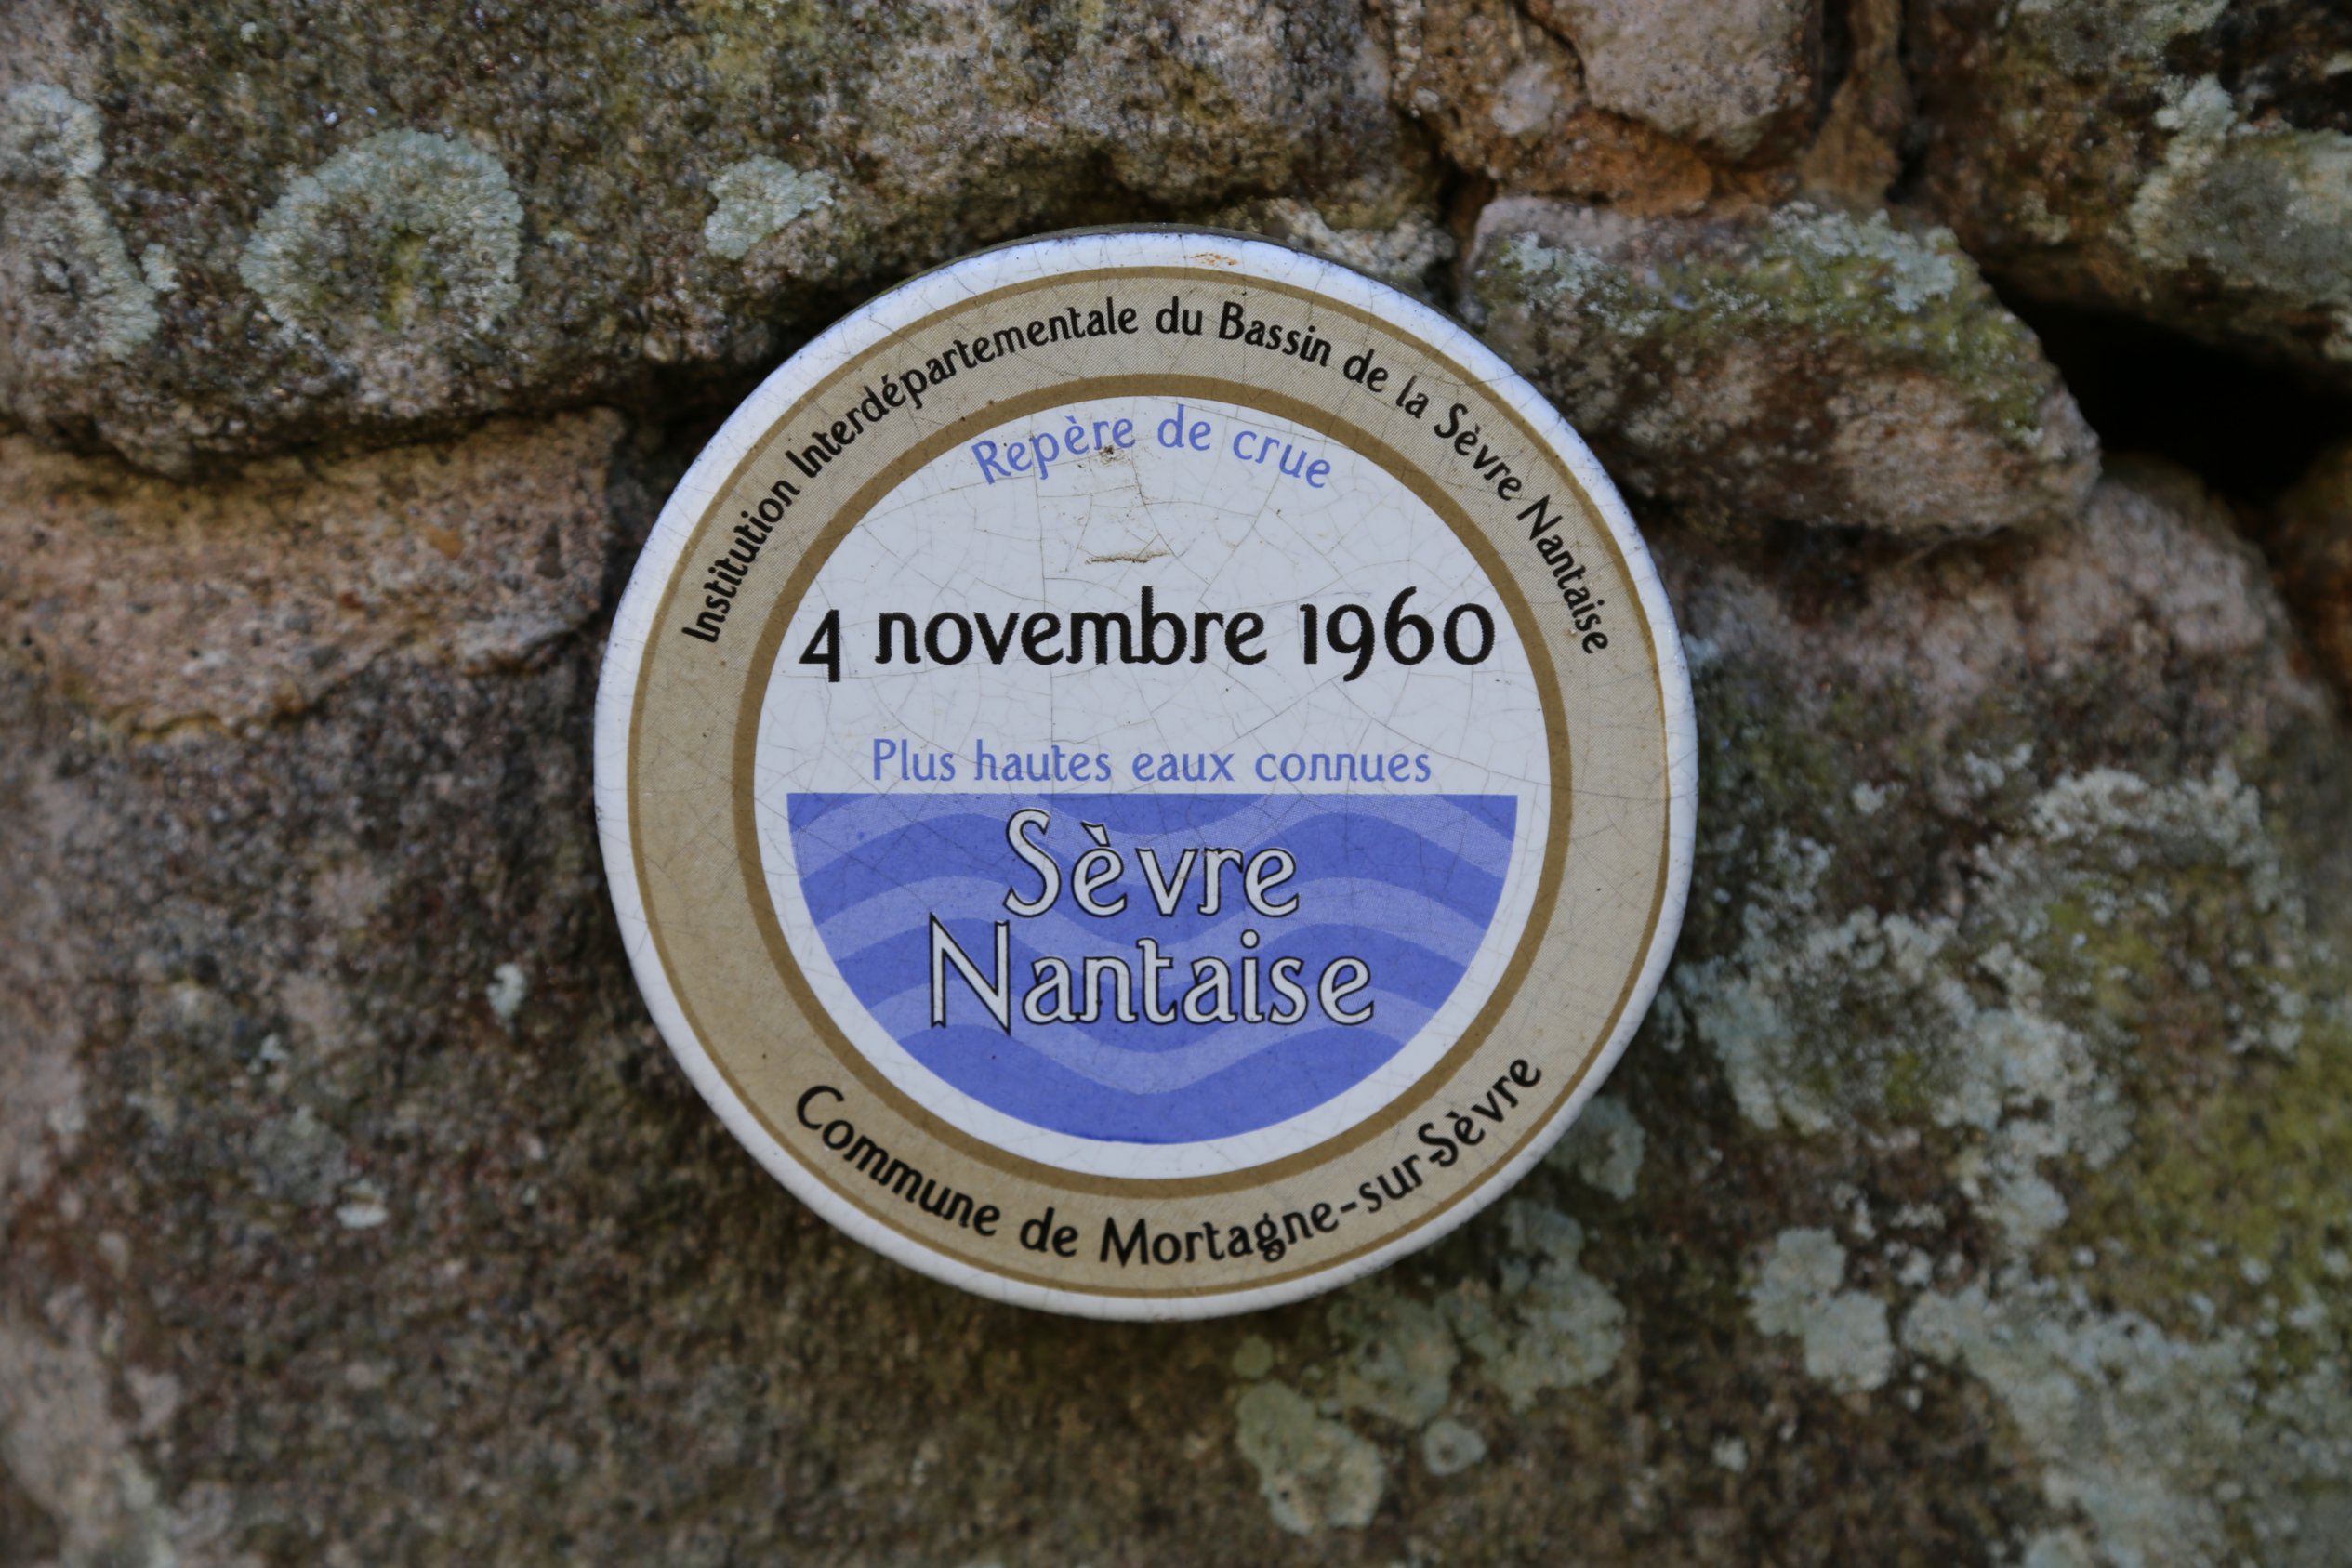 Institution Interdépartementale du Bassin de la Sèvre Nantaise
Repère de crue
4 novembre 1960
Plus hautes eaux connues
Sèvre
Nantaise
Commune de Mortagne-sur-Sèvre